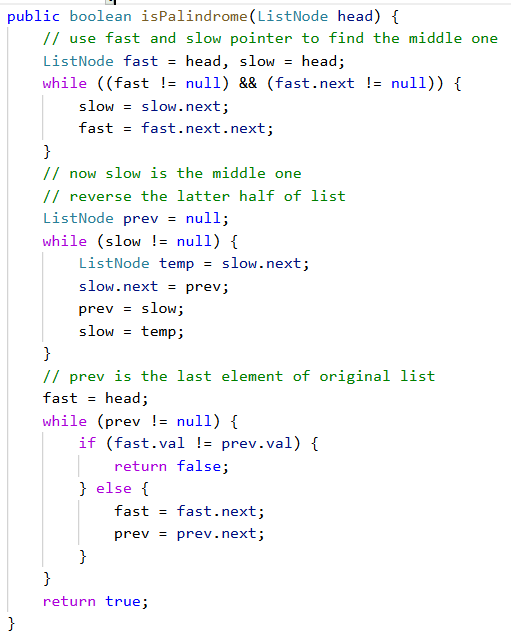 public boolean isPalindrome(ListNode head) {
    // use fast and slow pointer to find the middle one
    ListNode fast = head, slow = head;
    while ((fast != null) && (fast.next != null)) {
        slow = slow.next;
        fast = fast.next.next;
    }
    // now slow is the middle one
    // reverse the latter half of list
    ListNode prev = null;
    while (slow != null) {
        ListNode temp = slow.next;
        slow.next = prev;
        prev = slow;
        slow = temp;
    }
    // prev is the last element of original list
    fast = head;
    while (prev != null) {
        if (fast.val != prev.val) {
            return false;
        } else {
            fast = fast.next;
            prev = prev.next;
        }
    }
    return true;
}